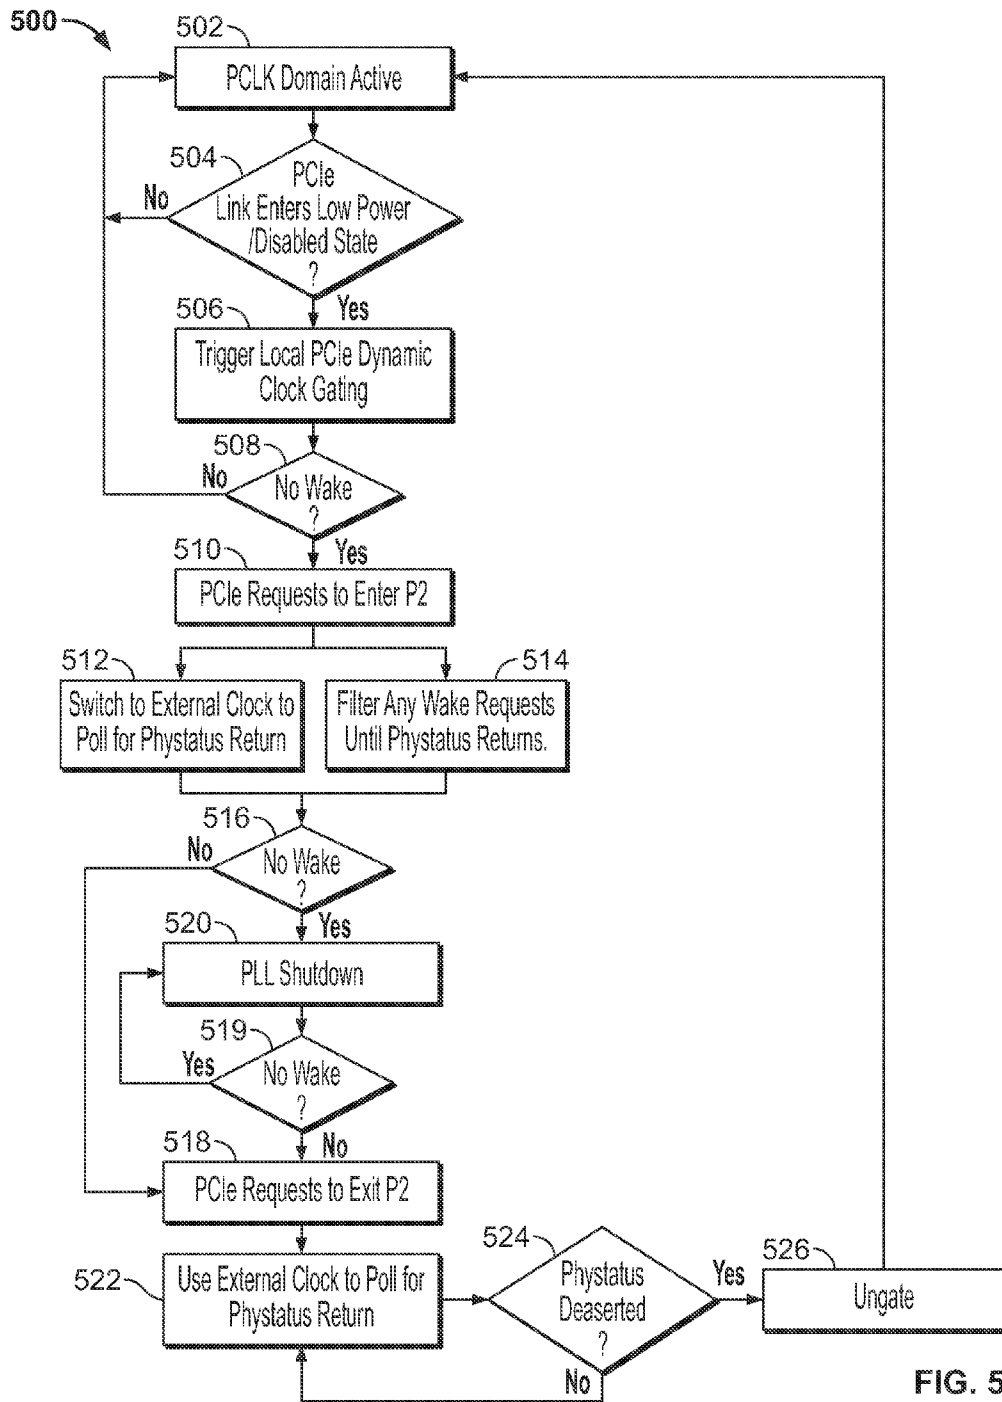 500
502
PCLK Domain Active
504
PCIe
Link Enters Low Power
/Disabled State
?
No
Yes
506
Trigger Local PCIe Dynamic
Clock Gating
508
No
No Wake
?
Yes
510
PCIe Requests to Enter P2
512
Switch to External Clock to
Poll for Phystatus Return
514
Filter Any Wake Requests
Until Phystatus Returns.
516
No
No Wake
?
Yes
520
PLL Shutdown
519
Yes
No Wake
?
No
518
PCIe Requests to Exit P2
522
Use External Clock to Poll for
Phystatus Return
524
Phystatus
Deaserted
?
Yes
No
526
Ungate
FIG. 5